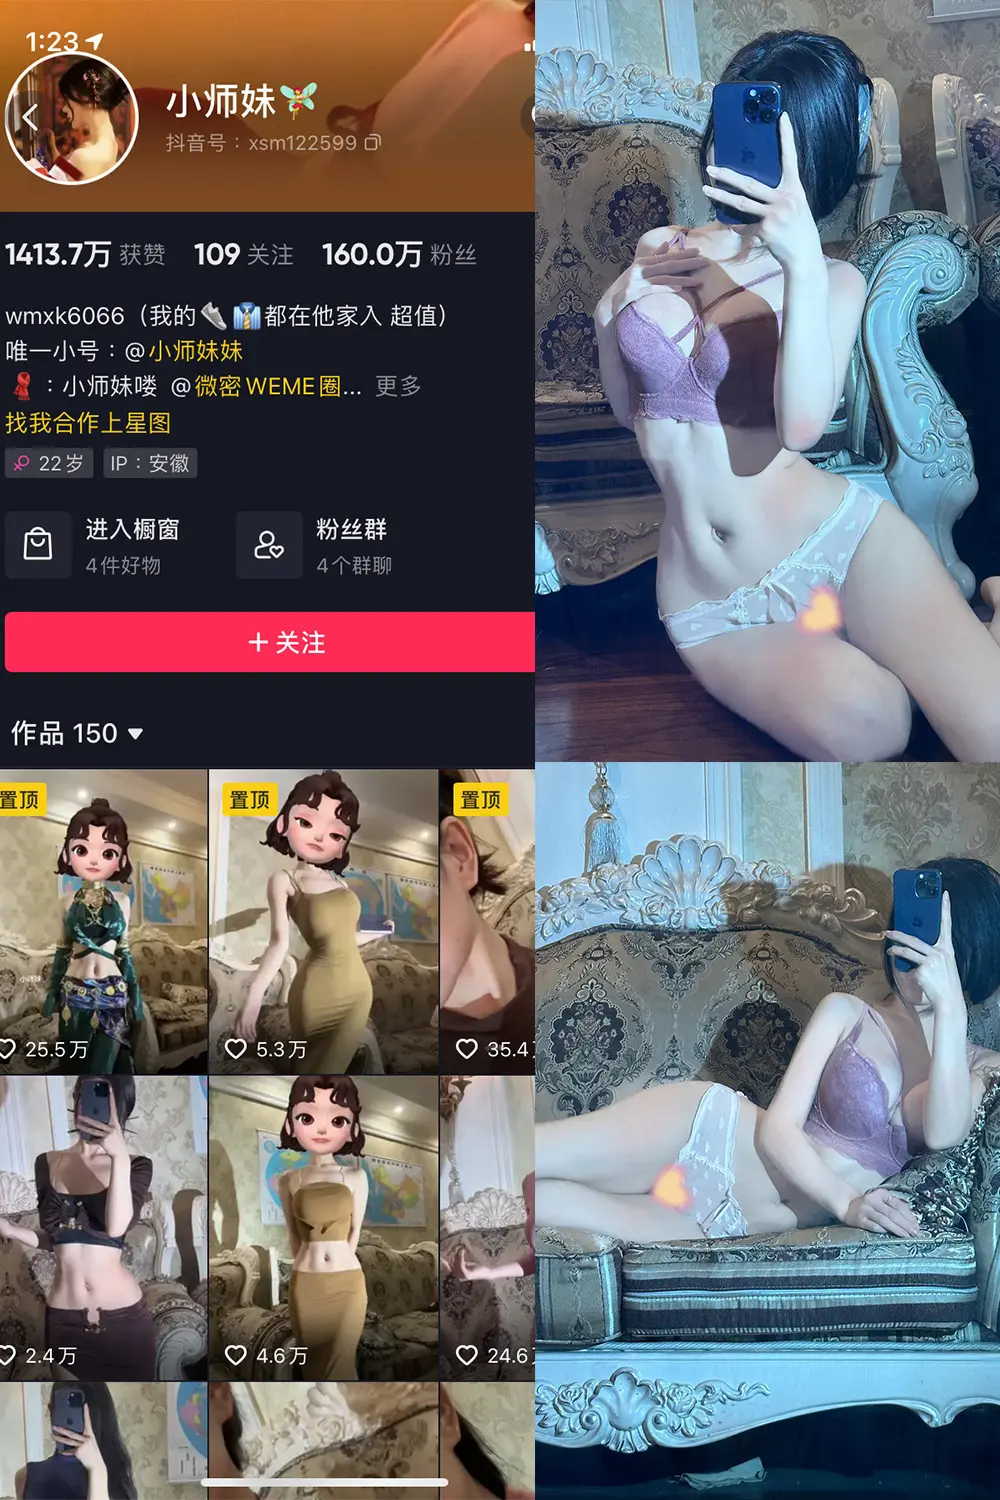 1:23
小师妹
抖音号：xsm122599
1413.7万 获赞 109 关注 160.0万 粉丝
wmxk6066（我的👟👔都在他家入 超值）
唯一小号：@小师妹妹
🧣：小师妹喽 @微密WEME圈... 更多
找我合作上星图
♀ 22岁 IP：安徽
进入橱窗
4件好物
粉丝群
4个群聊
+ 关注
作品 150
置顶 置顶 置顶
25.5万 5.3万 35.4
2.4万 4.6万 24.6